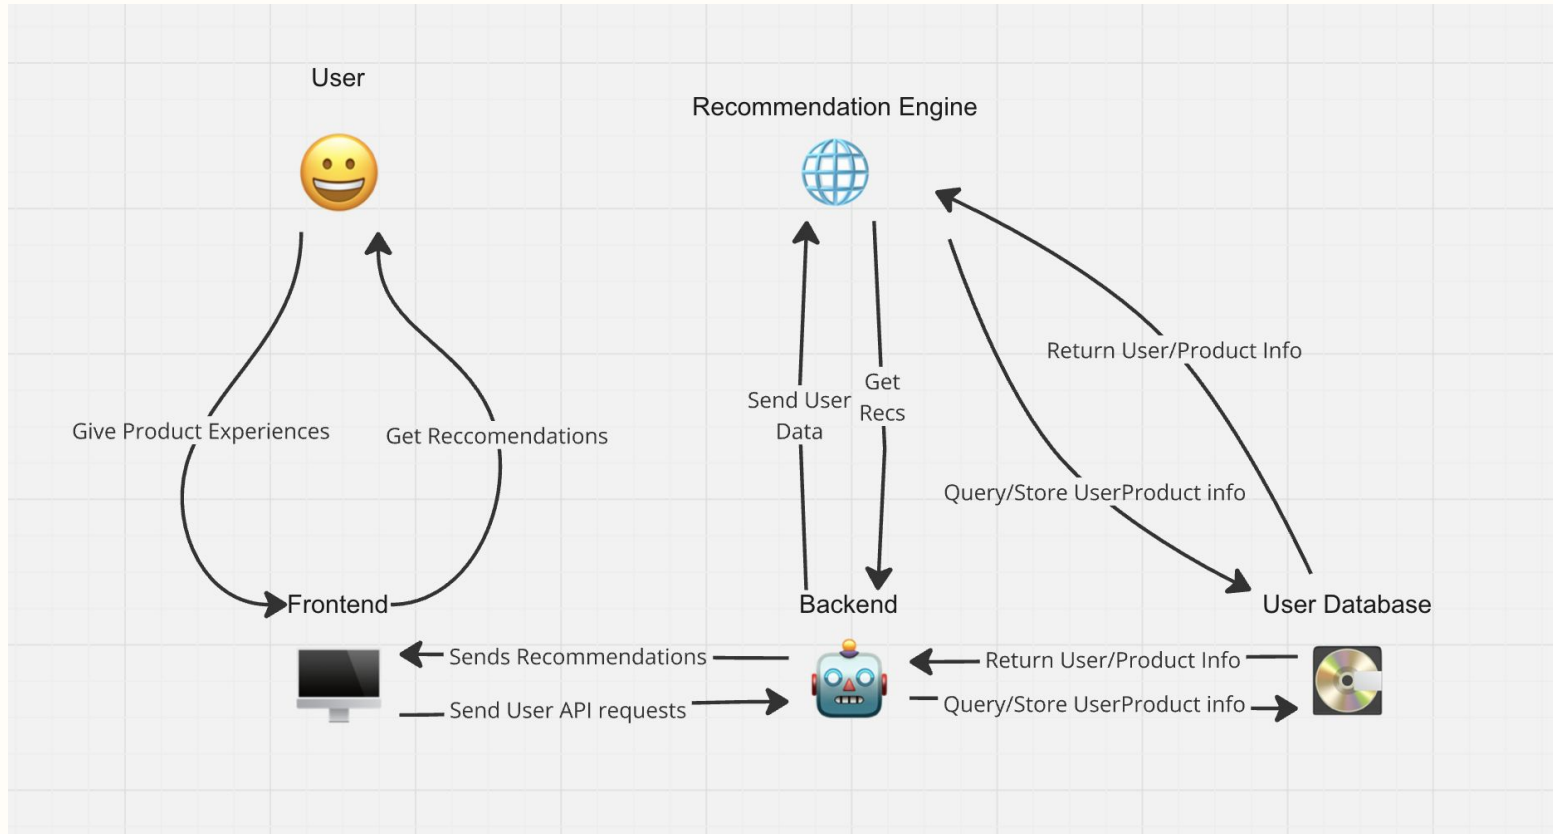 User
Recommendation Engine
Return User/Product Info
Get
Recs
Send User
Data
Give Product Experiences
Get Reccomendations
Query/Store UserProduct info
Frontend
Backend
User Database
Sends Recommendations
Return User/Product Info
Send User API requests
Query/Store UserProduct info